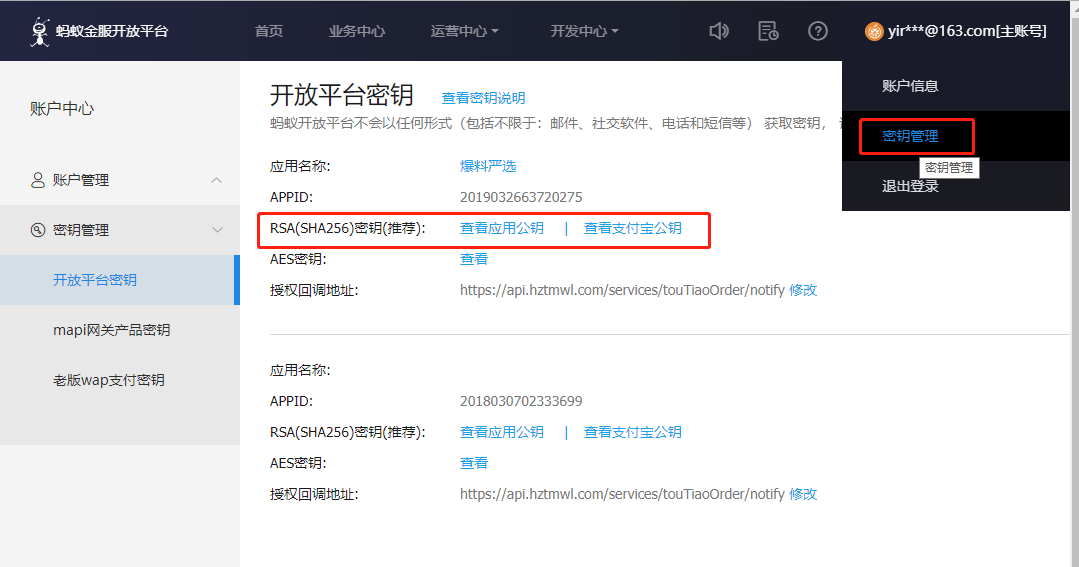 蚂蚁金服开放平台 首页 业务中心 运营中心 开发中心 yir***@163.com[主账号]
账户信息
密钥管理
密钥管理
退出登录
账户中心
账户管理
密钥管理
开放平台密钥
mapi网关产品密钥
老版wap支付密钥
开放平台密钥 查看密钥说明
蚂蚁开放平台不会以任何形式（包括不限于：邮件、社交软件、电话和短信等） 获取密钥，
应用名称: 爆料严选
APPID: 2019032663720275
RSA(SHA256)密钥(推荐): 查看应用公钥 | 查看支付宝公钥
AES密钥: 查看
授权回调地址: https://api.hztmwl.com/services/touTiaoOrder/notify 修改
应用名称:
APPID: 2018030702333699
RSA(SHA256)密钥(推荐): 查看应用公钥 | 查看支付宝公钥
AES密钥: 查看
授权回调地址: https://api.hztmwl.com/services/touTiaoOrder/notify 修改